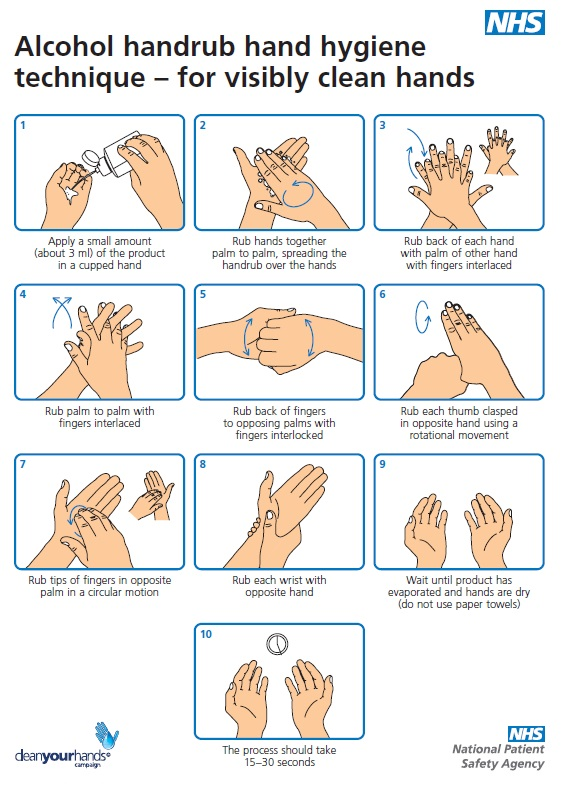 NHS
Alcohol handrub hand hygiene
technique – for visibly clean hands
1
Apply a small amount
(about 3 ml) of the product
in a cupped hand
2
Rub hands together
palm to palm, spreading the
handrub over the hands
3
Rub back of each hand
with palm of other hand
with fingers interlaced
4
Rub palm to palm with
fingers interlaced
5
Rub back of fingers
to opposing palms with
fingers interlocked
6
Rub each thumb clasped
in opposite hand using a
rotational movement
7
Rub tips of fingers in opposite
palm in a circular motion
8
Rub each wrist with
opposite hand
9
Wait until product has
evaporated and hands are dry
(do not use paper towels)
10
The process should take
15–30 seconds
cleanyourhands®
campaign
NHS
National Patient
Safety Agency